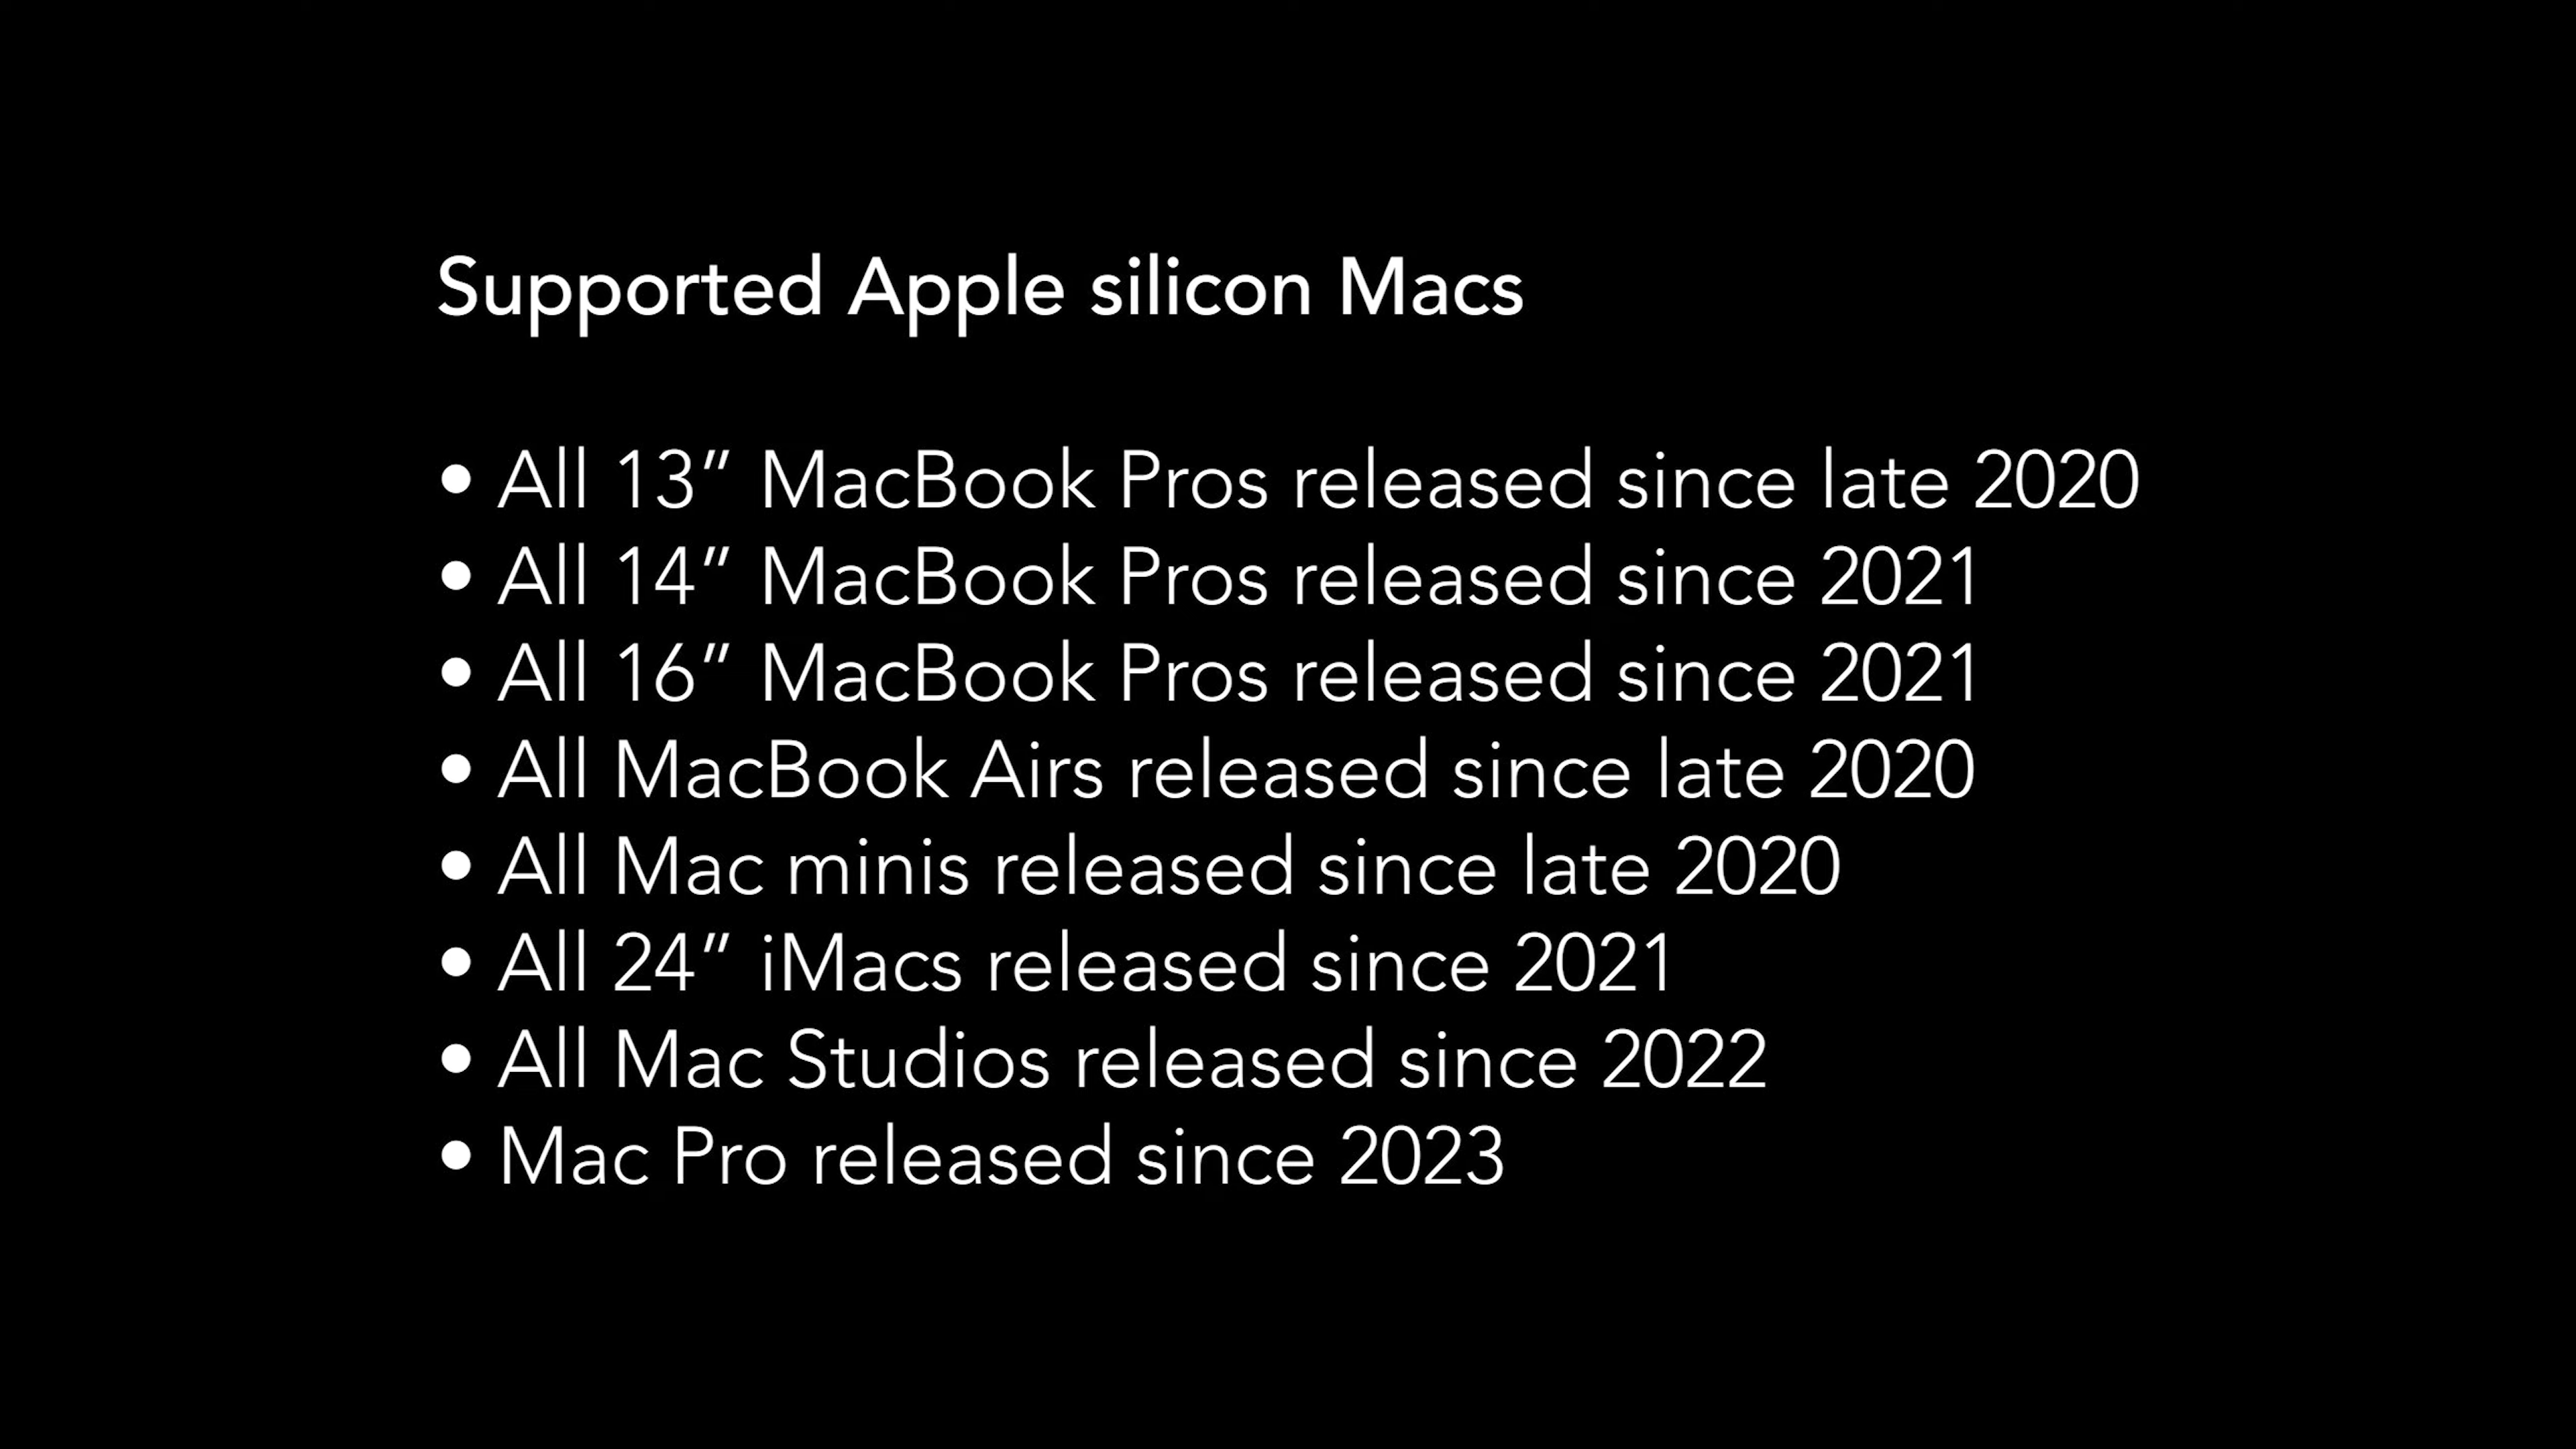 Supported Apple silicon Macs
• All 13” MacBook Pros released since late 2020
• All 14” MacBook Pros released since 2021
• All 16” MacBook Pros released since 2021
• All MacBook Airs released since late 2020
• All Mac minis released since late 2020
• All 24” iMacs released since 2021
• All Mac Studios released since 2022
• Mac Pro released since 2023